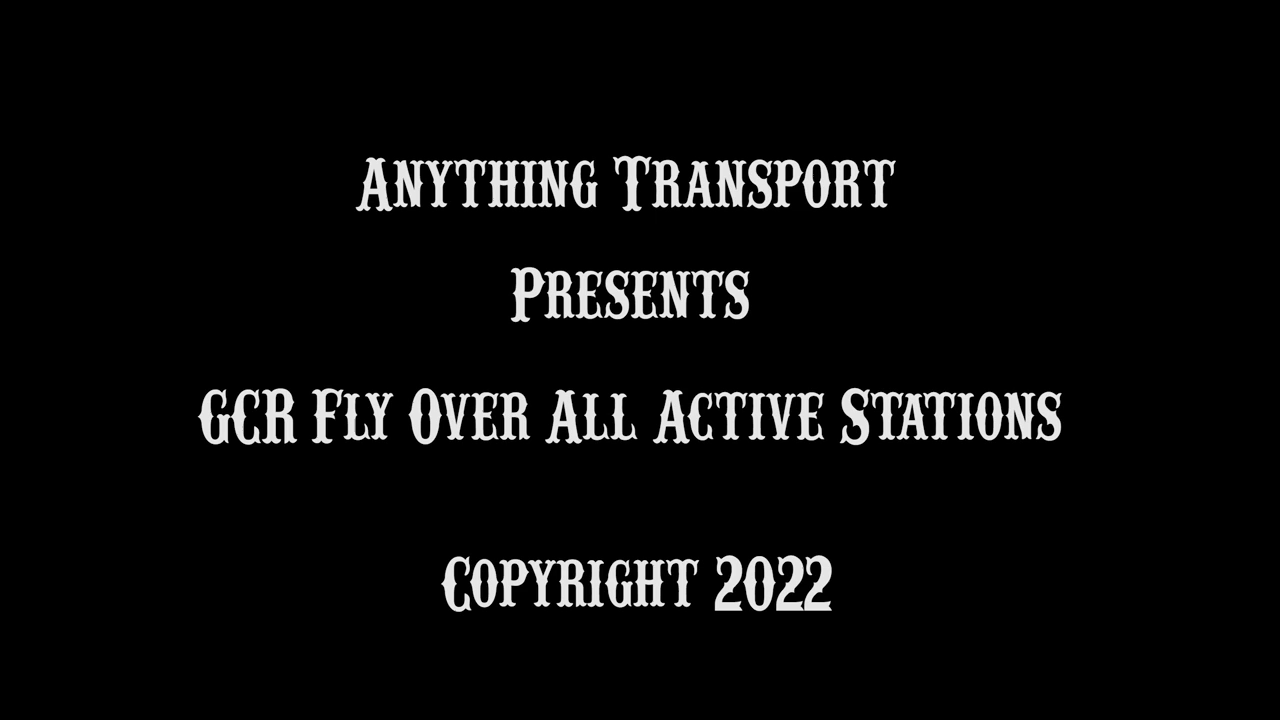 Anything Transport
Presents
GCR Fly Over All Active Stations
Copyright 2022